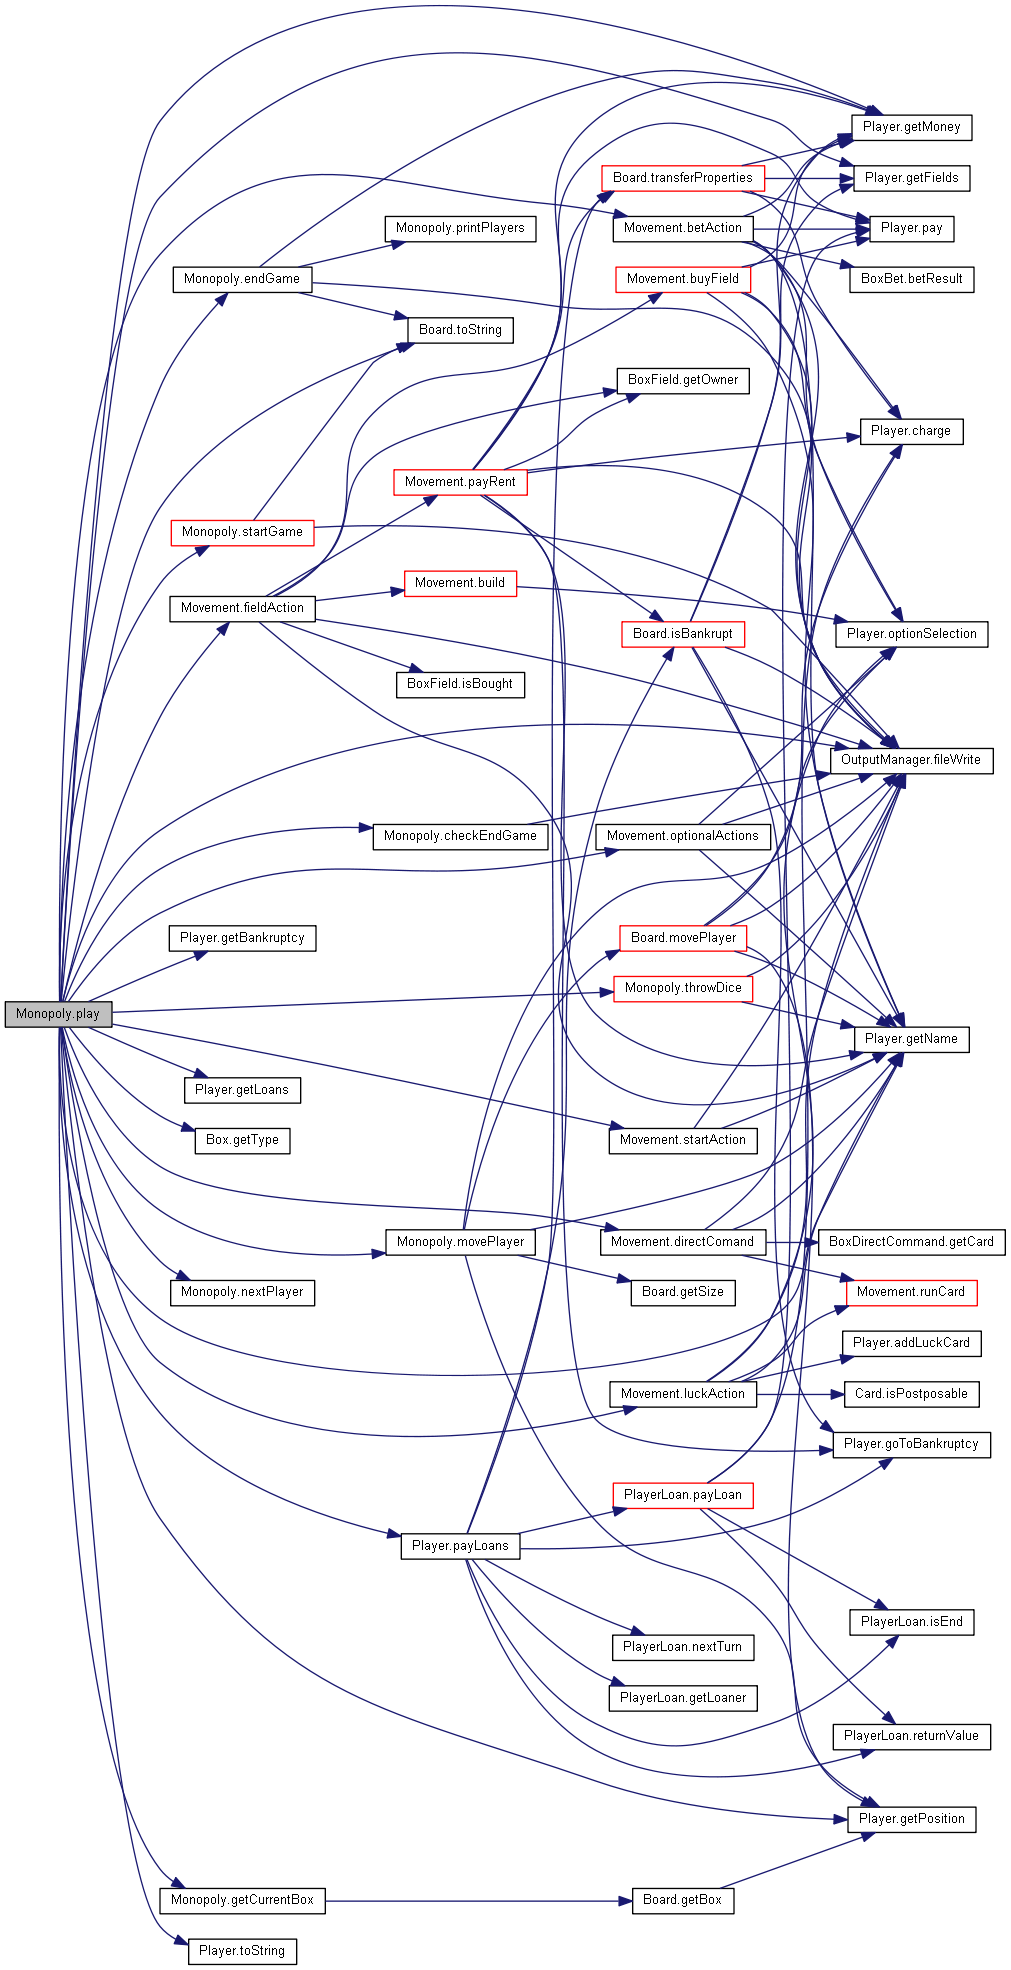 Player.getMoney
Board.transferProperties
Player.getFields
Monopoly.printPlayers
Movement.betAction
Player.pay
Monopoly.endGame
Movement.buyField
BoxBet.betResult
Board.toString
BoxField.getOwner
Player.charge
Movement.payRent
Monopoly.startGame
Movement.build
Movement.fieldAction
Board.isBankrupt
Player.optionSelection
BoxField.isBought
OutputManager.fileWrite
Monopoly.checkEndGame
Movement.optionalActions
Player.getBankruptcy
Board.movePlayer
Monopoly.throwDice
Monopoly.play
Player.getName
Player.getLoans
Box.getType
Movement.startAction
Monopoly.movePlayer
Movement.directComand
BoxDirectCommand.getCard
Monopoly.nextPlayer
Board.getSize
Movement.runCard
Player.addLuckCard
Movement.luckAction
Card.isPostposable
Player.goToBankruptcy
PlayerLoan.payLoan
Player.payLoans
PlayerLoan.isEnd
PlayerLoan.nextTurn
PlayerLoan.getLoaner
PlayerLoan.returnValue
Player.getPosition
Monopoly.getCurrentBox
Board.getBox
Player.toString